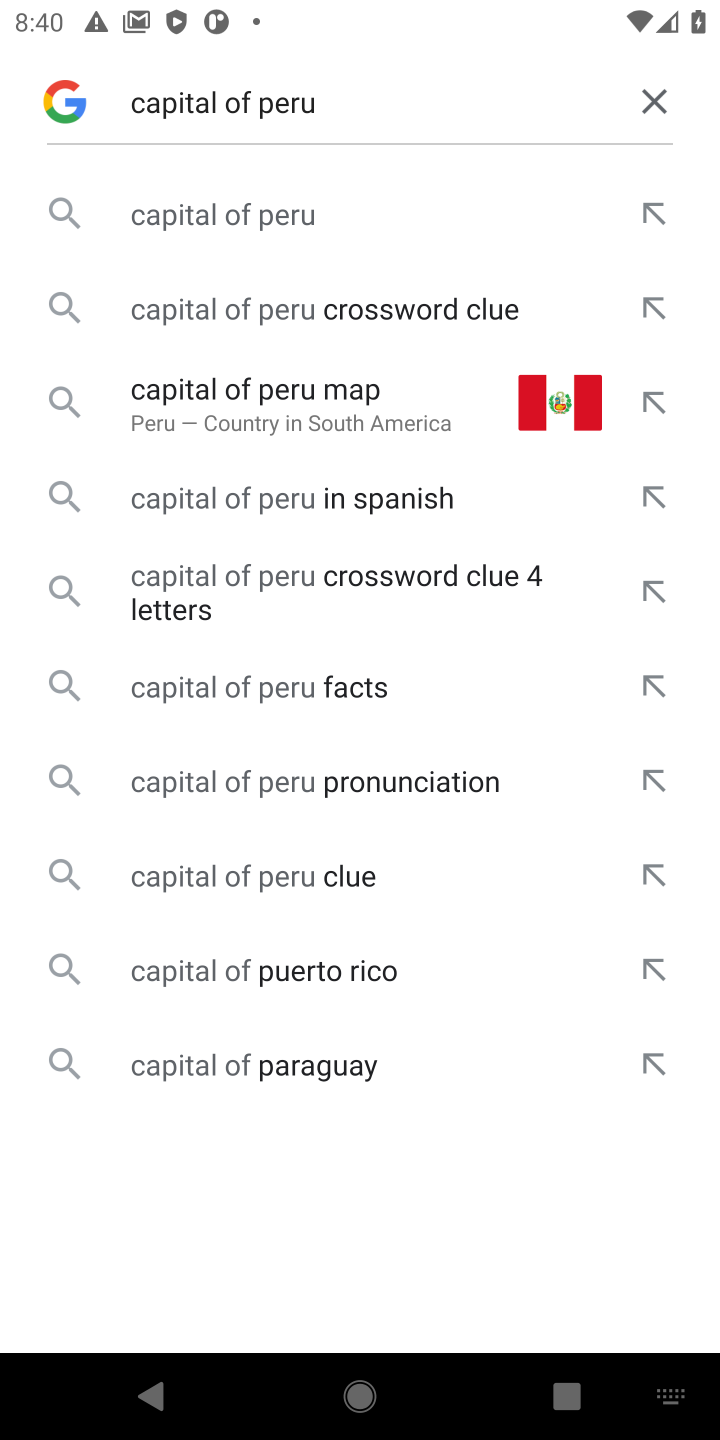 8:40
capital of peru
capital of peru
capital of peru crossword clue
capital of peru map
Peru — Country in South America
capital of peru in spanish
capital of peru crossword clue 4
letters
capital of peru facts
capital of peru pronunciation
capital of peru clue
capital of puerto rico
capital of paraguay